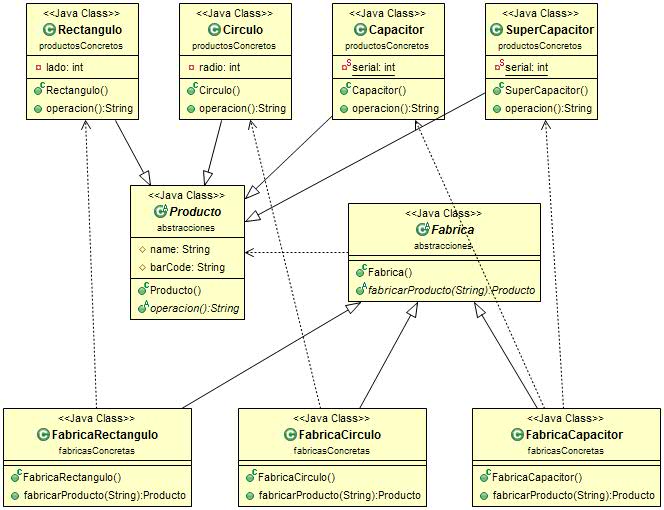 <<Java Class>>
Rectangulo
productosConcretos
lado: int
Rectangulo()
operacion():String
<<Java Class>>
Circulo
productosConcretos
radio: int
Circulo()
operacion():String
<<Java Class>>
Capacitor
productosConcretos
serial: int
Capacitor()
operacion():String
<<Java Class>>
SuperCapacitor
productosConcretos
serial: int
SuperCapacitor()
operacion():String
<<Java Class>>
Producto
abstracciones
name: String
barCode: String
Producto()
operacion():String
<<Java Class>>
Fabrica
abstracciones
Fabrica()
fabricarProducto(String):Producto
<<Java Class>>
FabricaRectangulo
fabricasConcretas
FabricaRectangulo()
fabricarProducto(String):Producto
<<Java Class>>
FabricaCirculo
fabricasConcretas
FabricaCirculo()
fabricarProducto(String):Producto
<<Java Class>>
FabricaCapacitor
fabricasConcretas
FabricaCapacitor()
fabricarProducto(String):Producto